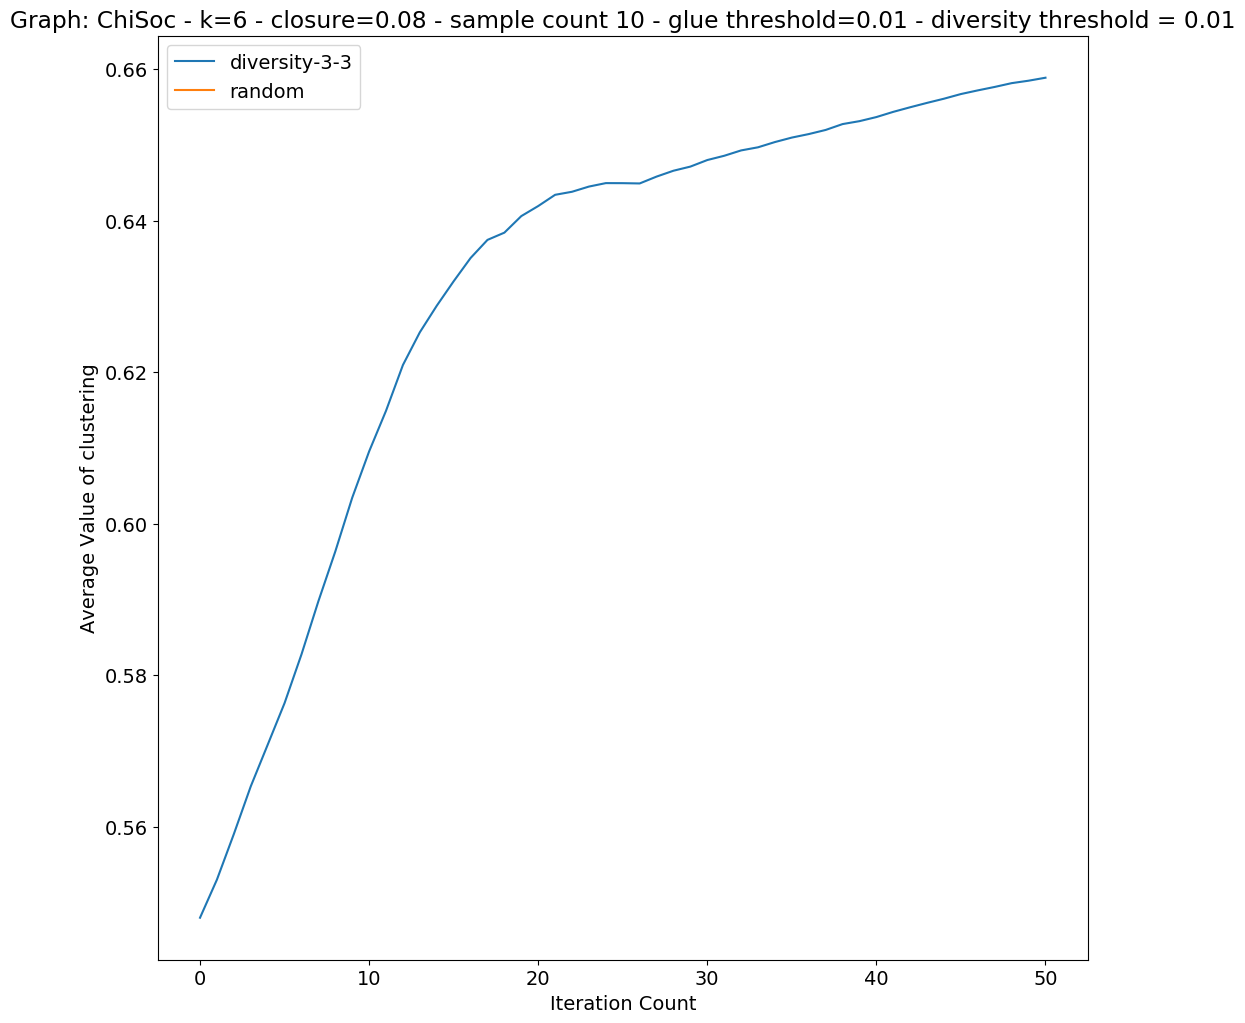 Graph: ChiSoc - k=6 - closure=0.08 - sample count 10 - glue threshold=0.01 - diversity threshold = 0.01
diversity-3-3
random
0.66
0.64
0.62
0.60
0.58
0.56
Average Value of clustering
0 10 20 30 40 50
Iteration Count